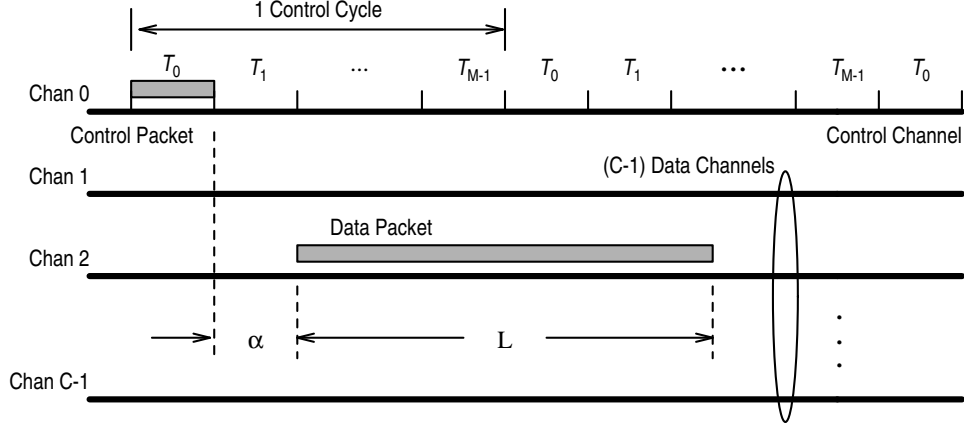 1 Control Cycle
T0 T1 ... TM-1 T0 T1 ... TM-1 T0
Chan 0
Control Packet Control Channel
(C-1) Data Channels
Chan 1
Data Packet
Chan 2
α L
Chan C-1